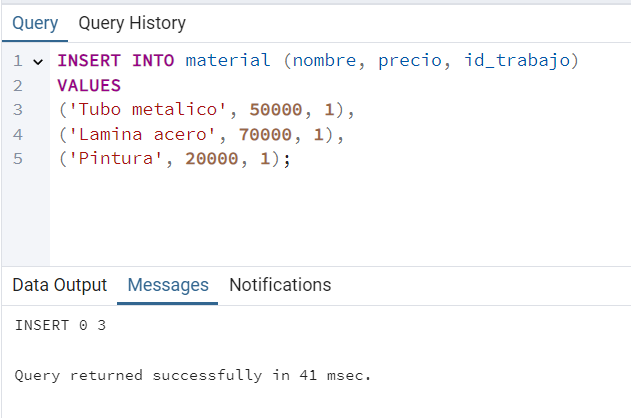 Query Query History
1 INSERT INTO material (nombre, precio, id_trabajo)
2 VALUES
3 ('Tubo metalico', 50000, 1),
4 ('Lamina acero', 70000, 1),
5 ('Pintura', 20000, 1);
Data Output Messages Notifications
INSERT 0 3
Query returned successfully in 41 msec.